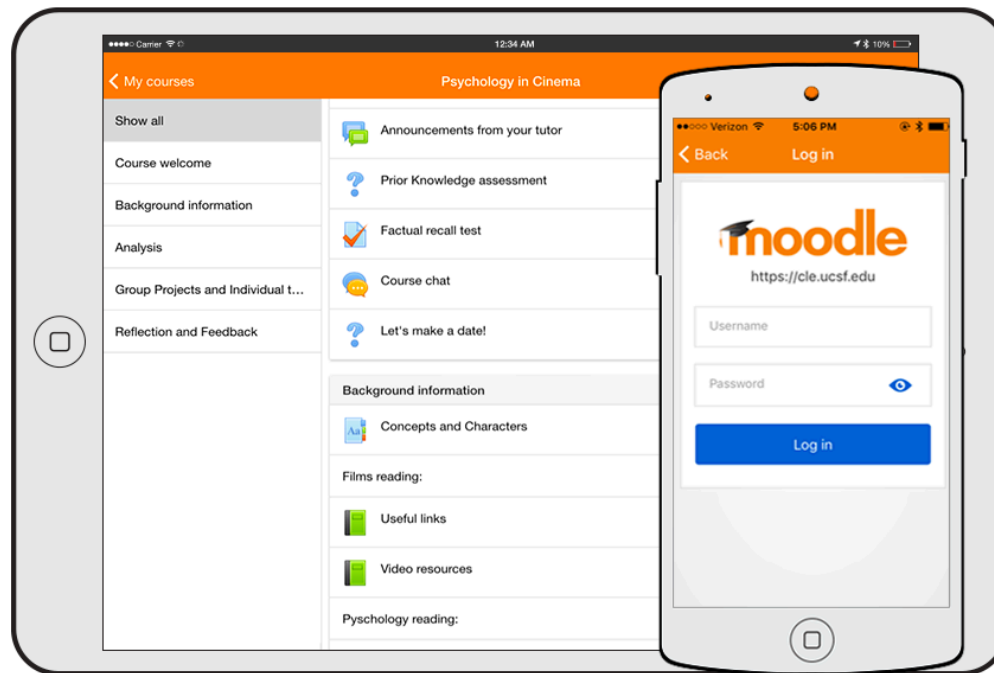 Carrier
12:34 AM
10%
My courses
Psychology in Cinema
Show all
Course welcome
Background information
Analysis
Group Projects and Individual t...
Reflection and Feedback
Announcements from your tutor
Prior Knowledge assessment
Factual recall test
Course chat
Let's make a date!
Background information
Aa
Concepts and Characters
Films reading:
Useful links
Video resources
Pyschology reading:
Verizon
5:06 PM
Back
Log in
moodle
https://cle.ucsf.edu
Username
Password
Log in